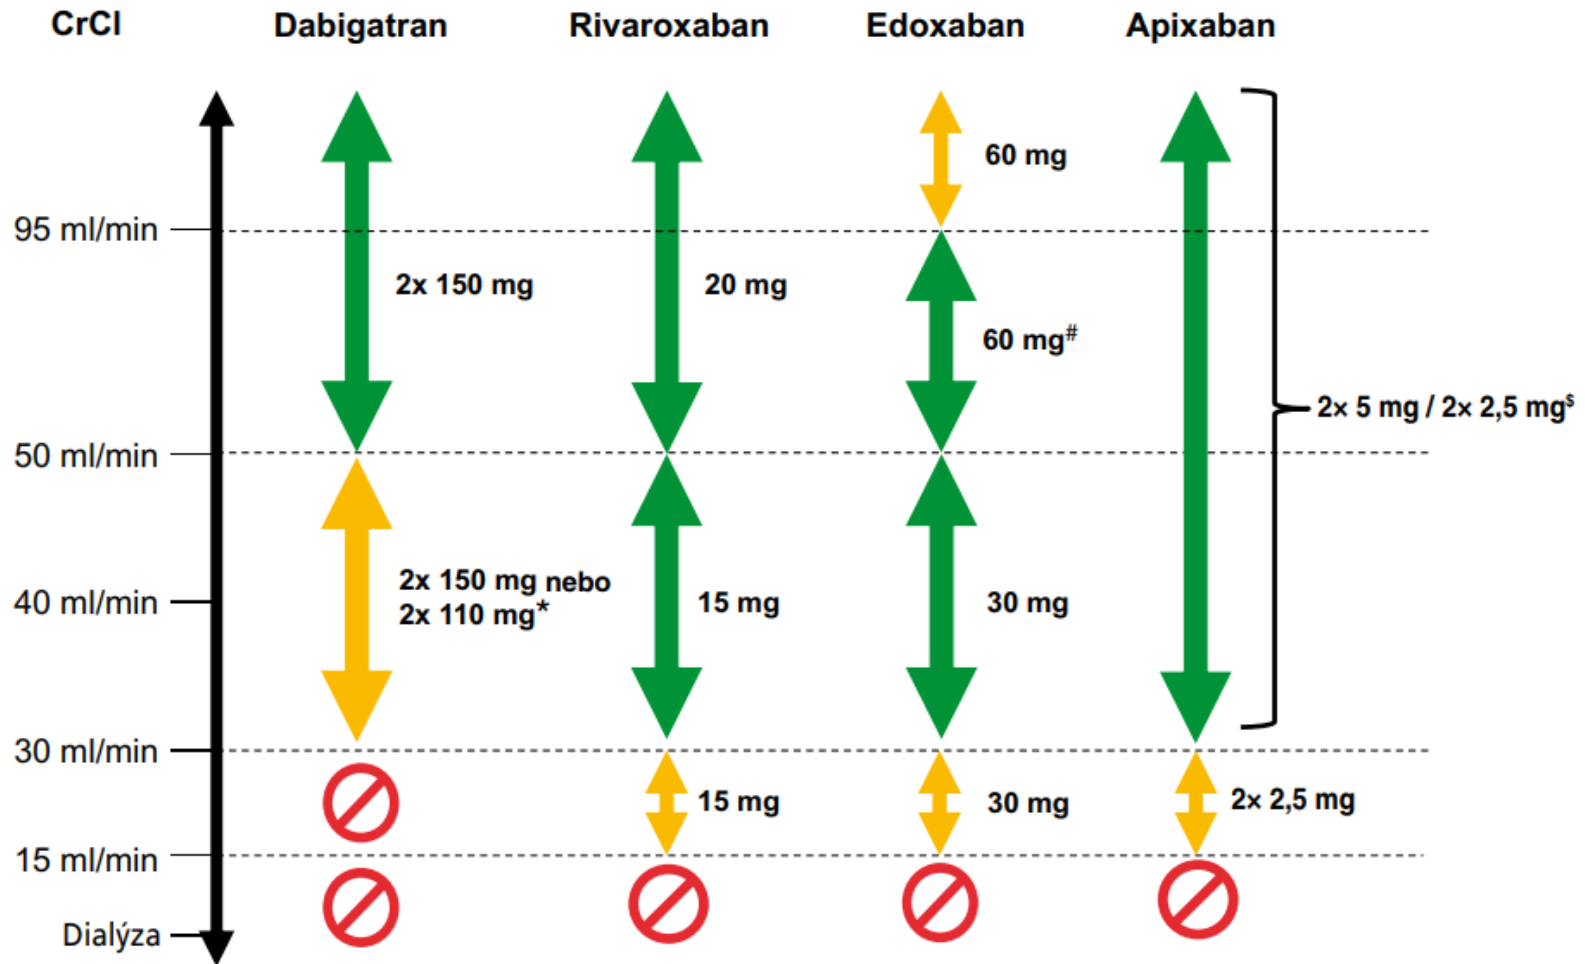 CrCl Dabigatran Rivaroxaban Edoxaban Apixaban
60 mg
95 ml/min
2x 150 mg 20 mg
60 mg#
2× 5 mg / 2× 2,5 mg$
50 ml/min
2x 150 mg nebo
2x 110 mg*
40 ml/min 15 mg 30 mg
30 ml/min
15 mg 30 mg 2× 2,5 mg
15 ml/min
Dialýza